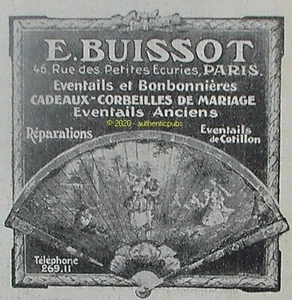 E. BUISSOT
46, Rue des Petites Ecuries, PARIS.
Eventails et Bonbonnières
CADEAUX-CORBEILLES DE MARIAGE
Eventails Anciens
© 2020 - authenticpubs
Réparations
Eventails
de Cotillon
Téléphone
269.11